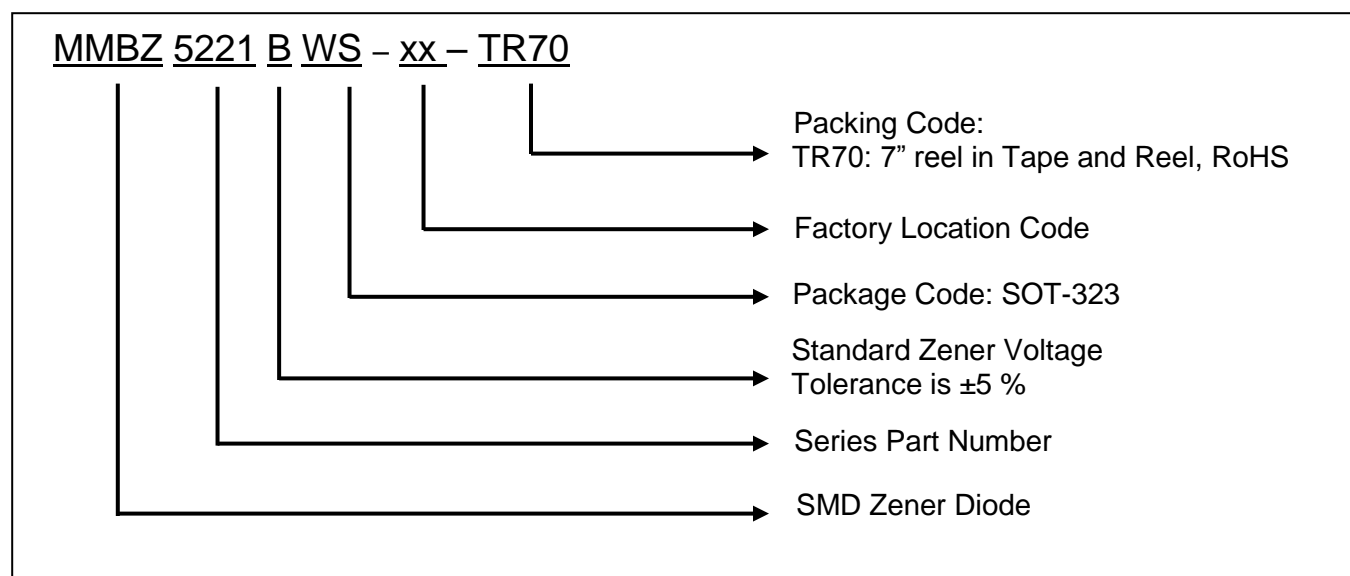 MMBZ 5221 B WS – xx – TR70
Packing Code:
TR70: 7” reel in Tape and Reel, RoHS
Factory Location Code
Package Code: SOT-323
Standard Zener Voltage
Tolerance is ±5 %
Series Part Number
SMD Zener Diode